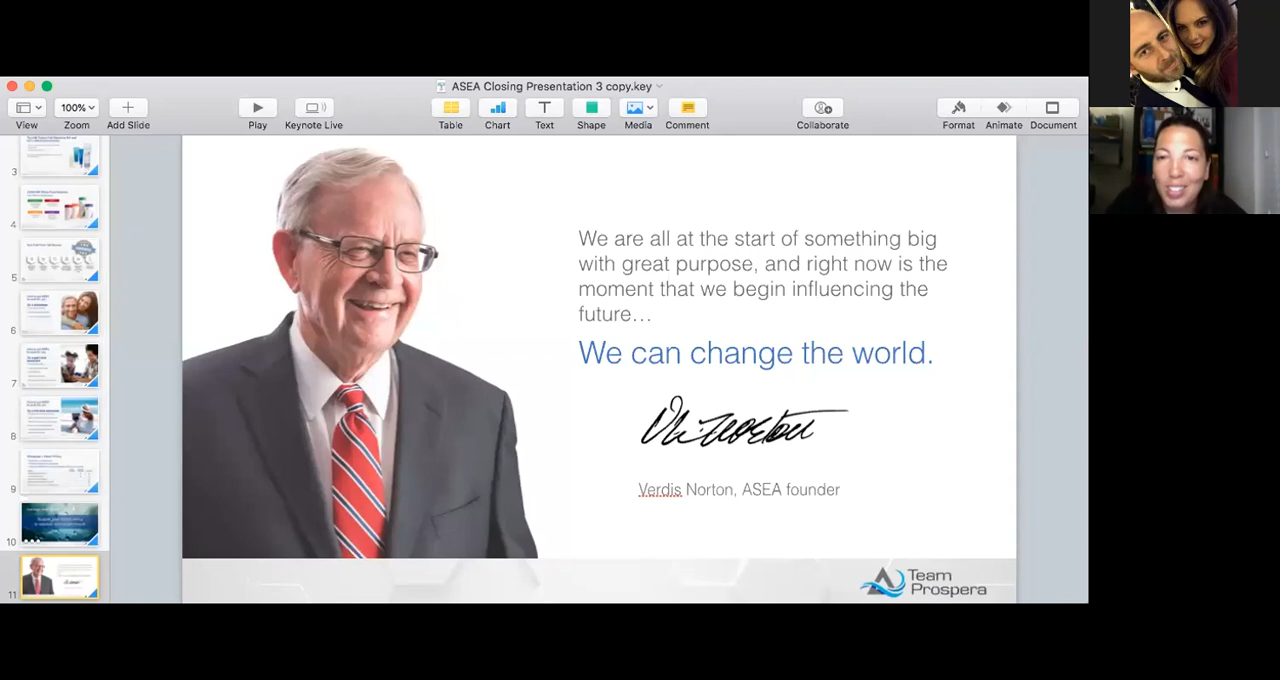 ASEA Closing Presentation 3 copy.key
100%
View
Zoom
Add Slide
Play
Keynote Live
Table
Chart
Text
Shape
Media
Comment
Collaborate
Format
Animate
Document
3
4
5
6
7
8
9
10
11
We are all at the start of something big
with great purpose, and right now is the
moment that we begin influencing the
future…
We can change the world.
Verdis Norton, ASEA founder
Team
Prospera